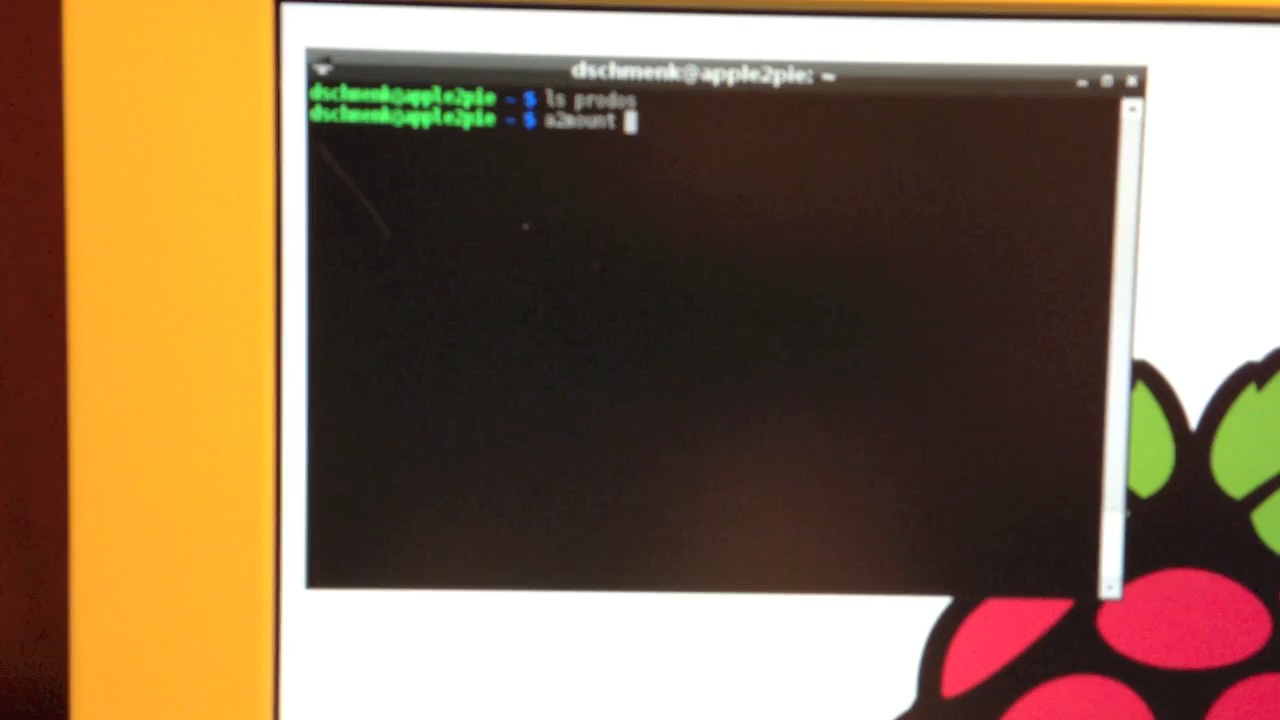 dschmenk@apple2pie: ~
dschmenk@apple2pie ~ $ ls prodos
dschmenk@apple2pie ~ $ a2mount